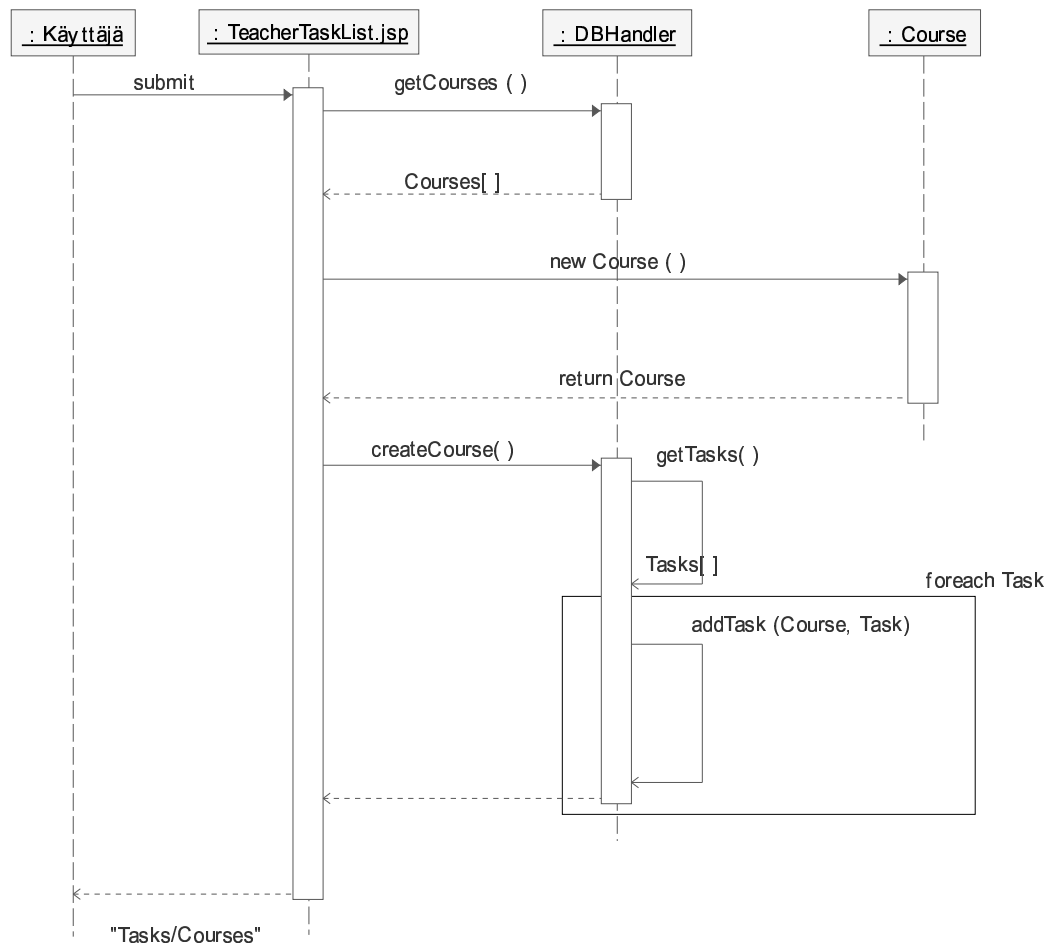 : Käyttäjä
: TeacherTaskList.jsp
: DBHandler
: Course
submit
getCourses ( )
Courses[ ]
new Course ( )
return Course
createCourse( )
getTasks( )
Tasks[ ]
foreach Task
addTask (Course, Task)
"Tasks/Courses"